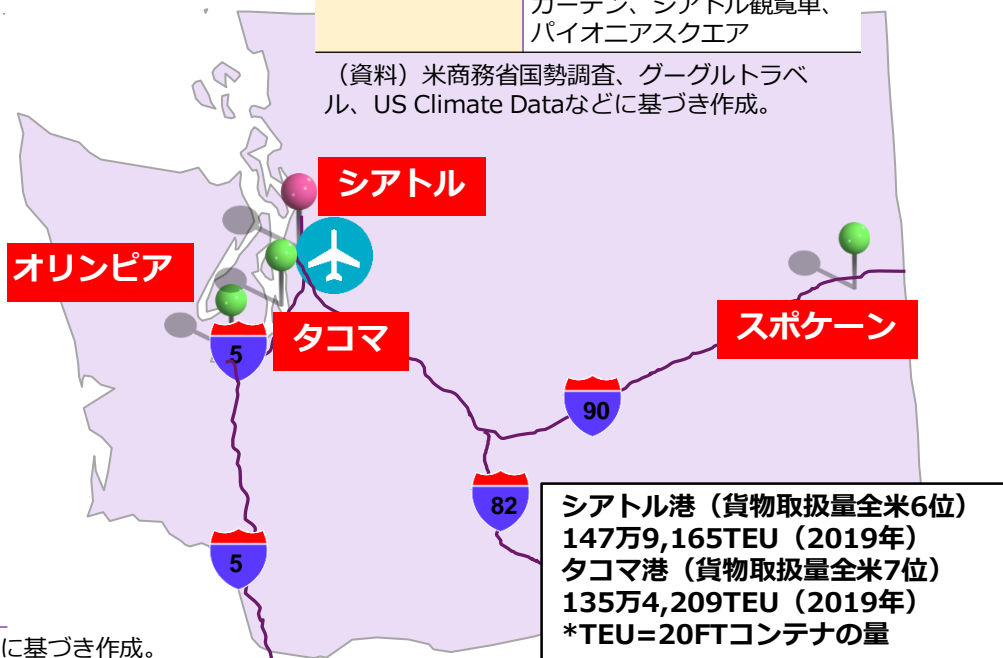 ガーデン、シアトル観覧車、
パイオニアスクエア
（資料）米商務省国勢調査、グーグルトラベ
ル、US Climate Dataなどに基づき作成。
シアトル
オリンピア
タコマ
スポケーン
5
90
82
5
シアトル港（貨物取扱量全米6位）
147万9,165TEU（2019年）
タコマ港（貨物取扱量全米7位）
135万4,209TEU（2019年）
*TEU=20FTコンテナの量
に基づき作成。